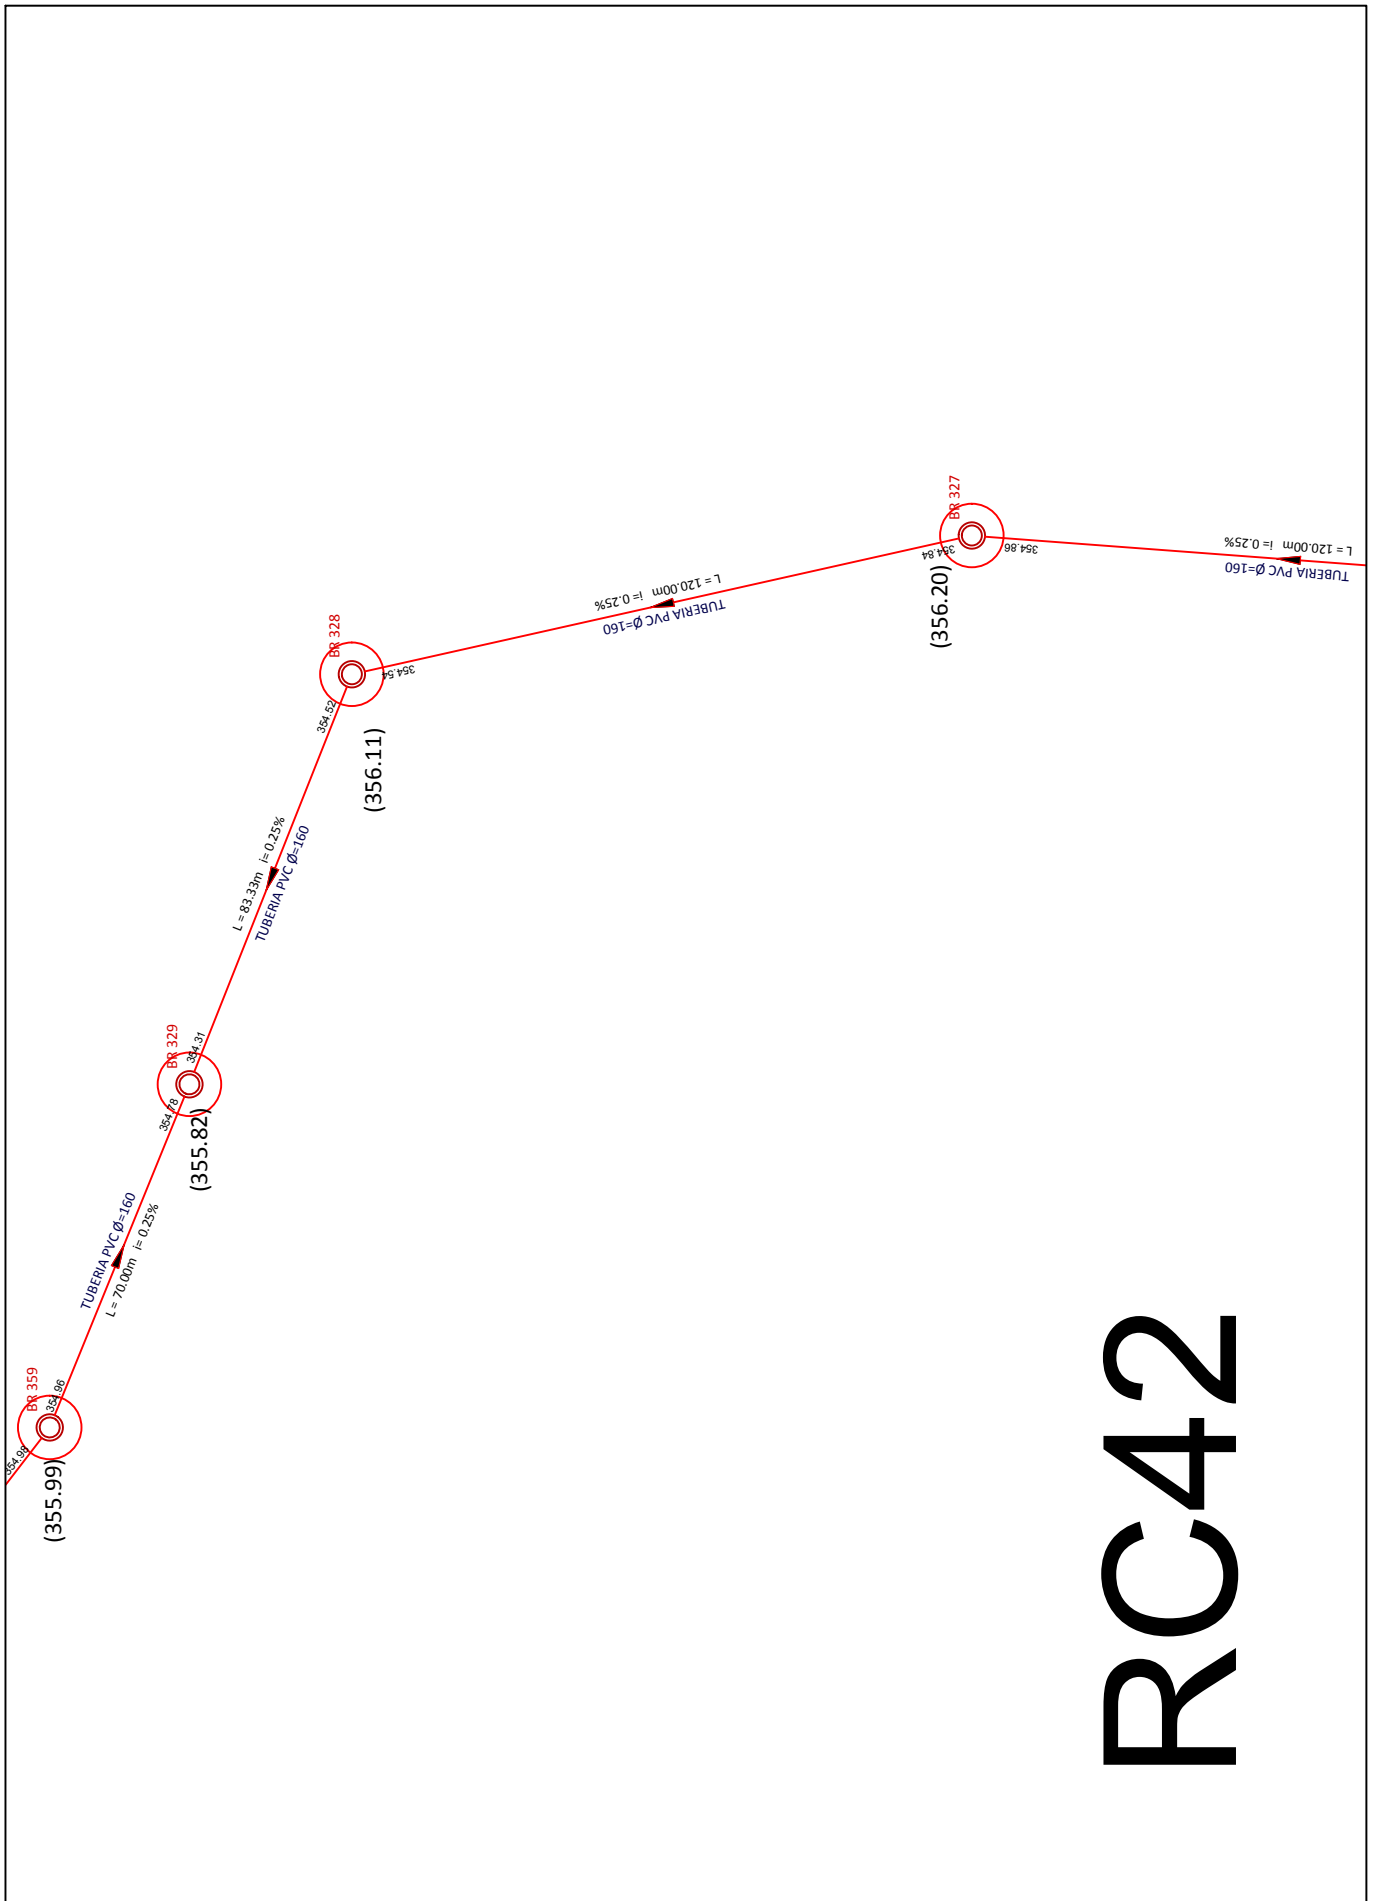 BR 327
354.84
354.86
(356.20)
L = 120.00m   i= 0.25%
TUBERIA PVC Ø=160
L = 120.00m   i= 0.25%
TUBERIA PVC Ø=160
BR 328
354.54
354.52
(356.11)
L = 83.33m   i= 0.25%
TUBERIA PVC Ø=160
BR 329
354.31
354.78
(355.82)
TUBERIA PVC Ø=160
L = 70.00m   i= 0.25%
BR 359
354.96
354.98
(355.99)
RC42